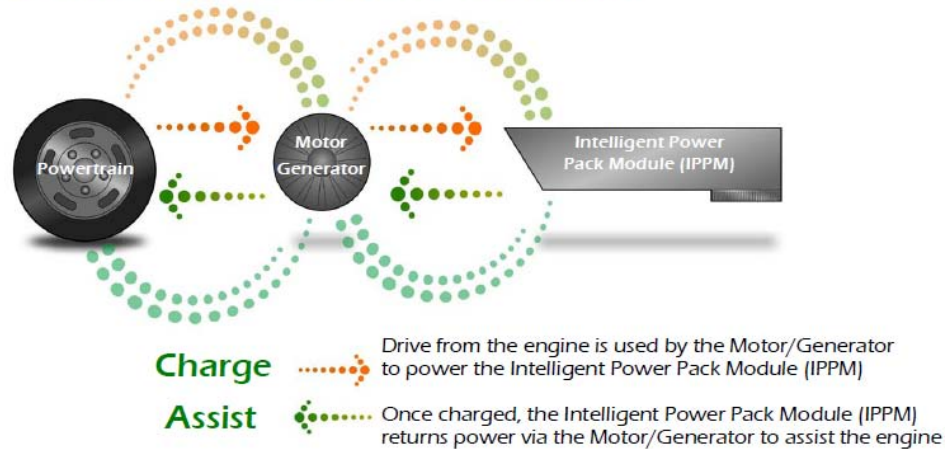 Powertrain
Motor
Generator
Intelligent Power
Pack Module (IPPM)
Charge
Drive from the engine is used by the Motor/Generator
to power the Intelligent Power Pack Module (IPPM)
Assist
Once charged, the Intelligent Power Pack Module (IPPM)
returns power via the Motor/Generator to assist the engine